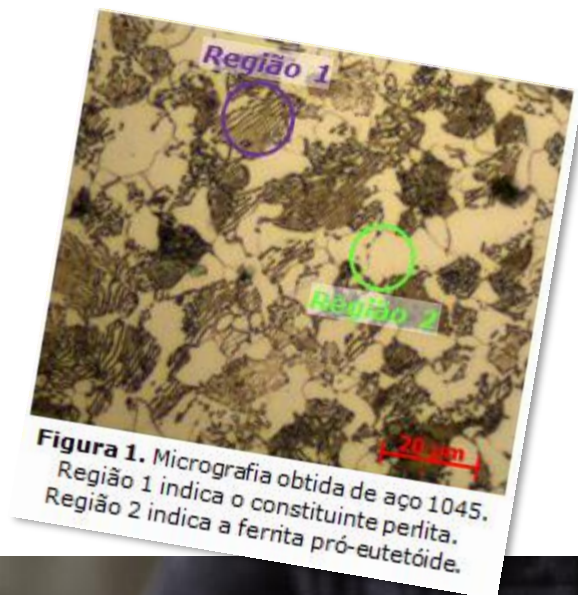 Região 1
Região 2
20 µm
Figura 1. Micrografia obtida de aço 1045.
Região 1 indica o constituinte perlita.
Região 2 indica a ferrita pró-eutetóide.